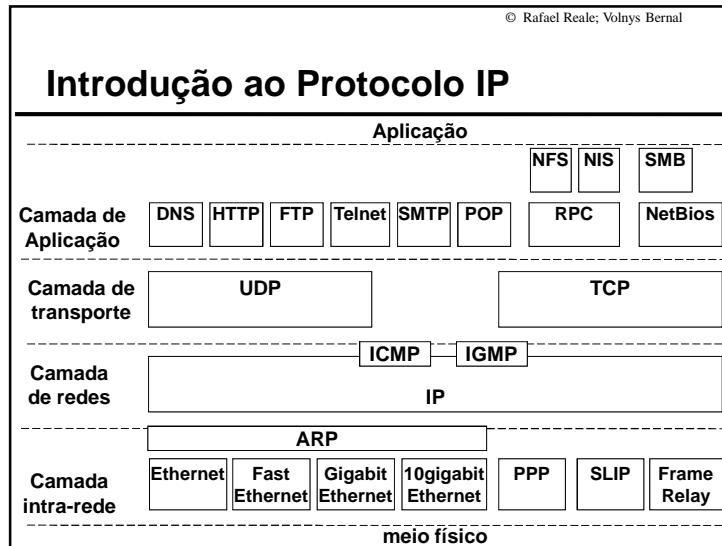 © Rafael Reale; Volnys Bernal
Introdução ao Protocolo IP
Aplicação
NFS NIS SMB
Camada de
Aplicação
DNS HTTP FTP Telnet SMTP POP RPC NetBios
Camada de
transporte
UDP TCP
ICMP IGMP
Camada
de redes
IP
ARP
Camada
intra-rede
Ethernet
Fast
Ethernet
Gigabit
Ethernet
10gigabit
Ethernet
PPP
SLIP
Frame
Relay
meio físico